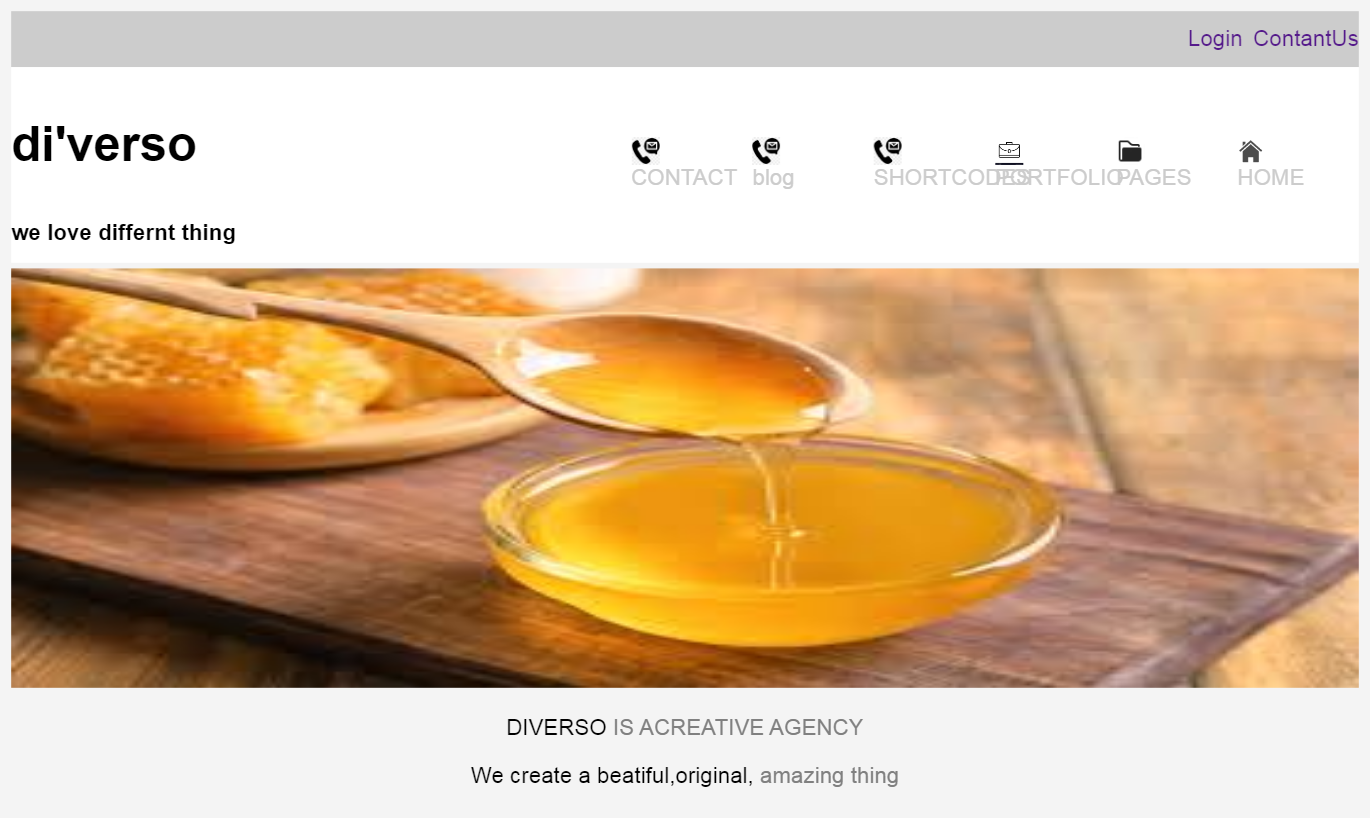 Login ContantUs
di'verso
CONTACT blog SHORTCODES PORTFOLIO PAGES HOME
we love differnt thing
DIVERSO IS ACREATIVE AGENCY
We create a beatiful,original, amazing thing